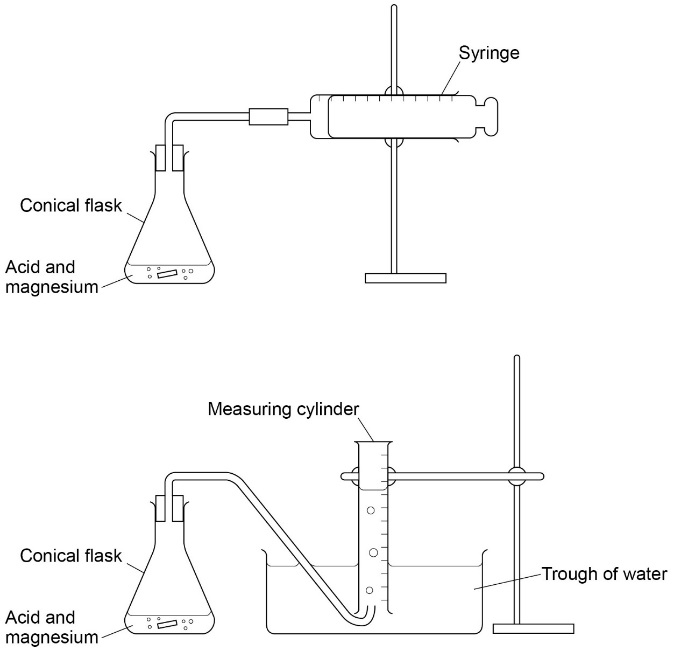 Syringe
Conical flask
Acid and
magnesium
Measuring cylinder
Conical flask
Trough of water
Acid and
magnesium